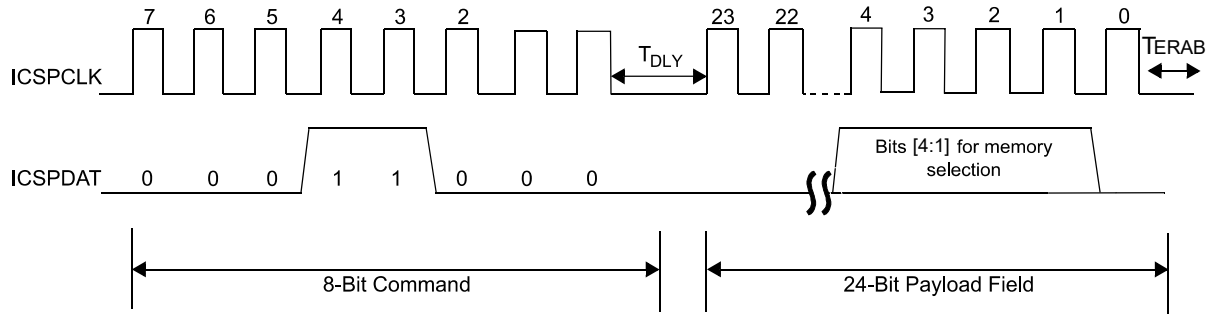 7 6 5 4 3 2 23 22 4 3 2 1 0
ICSPCLK
TDLY
TERAB
ICSPDAT
0 0 0 1 1 0 0 0
Bits [4:1] for memory
selection
8-Bit Command
24-Bit Payload Field